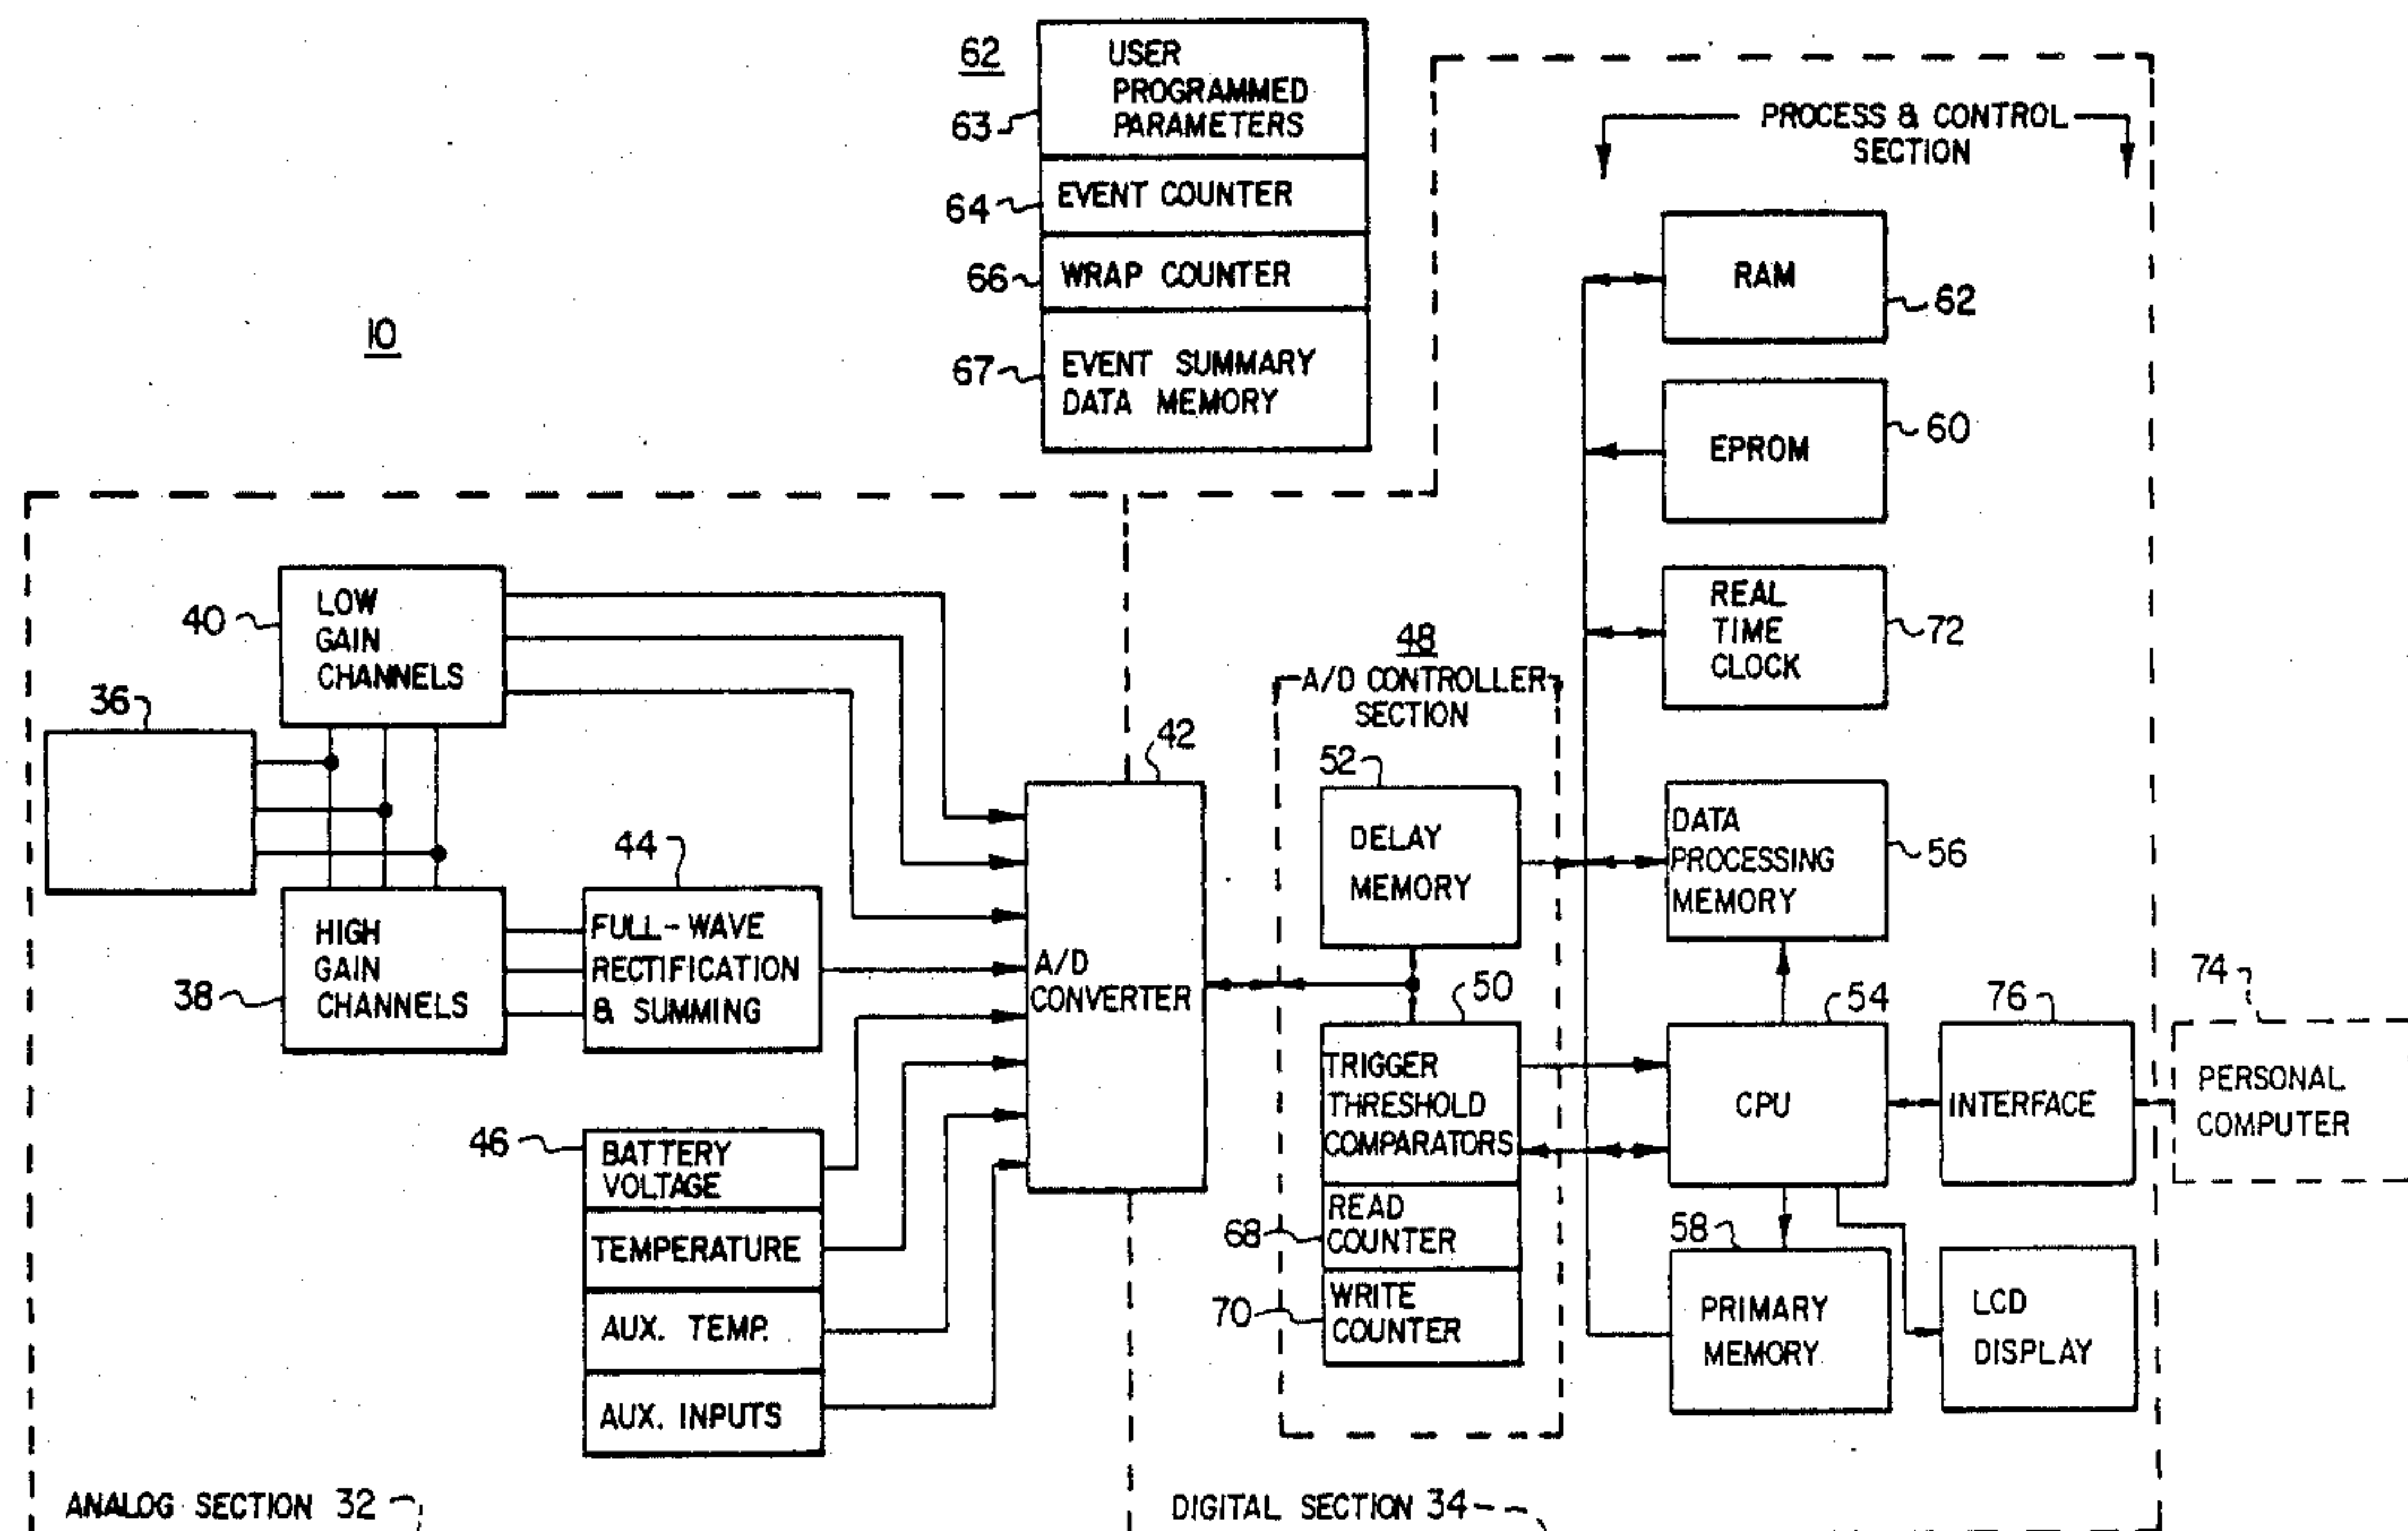 62
USER
PROGRAMMED
63 PARAMETERS
64 EVENT COUNTER
66 WRAP COUNTER
67 EVENT SUMMARY
DATA MEMORY
10
PROCESS & CONTROL
SECTION
RAM
62
EPROM
60
REAL
TIME
CLOCK
72
40
LOW
GAIN
CHANNELS
36
38
HIGH
GAIN
CHANNELS
44
FULL-WAVE
RECTIFICATION
& SUMMING
46
BATTERY
VOLTAGE
TEMPERATURE
AUX. TEMP.
AUX. INPUTS
42
A/D
CONVERTER
48
A/D CONTROLLER
SECTION
52
DELAY
MEMORY
50
TRIGGER
THRESHOLD
COMPARATORS
68
READ
COUNTER
70
WRITE
COUNTER
DATA
PROCESSING
MEMORY
56
54
CPU
76
INTERFACE
74
PERSONAL
COMPUTER
58
PRIMARY
MEMORY
LCD
DISPLAY
ANALOG SECTION 32
DIGITAL SECTION 34